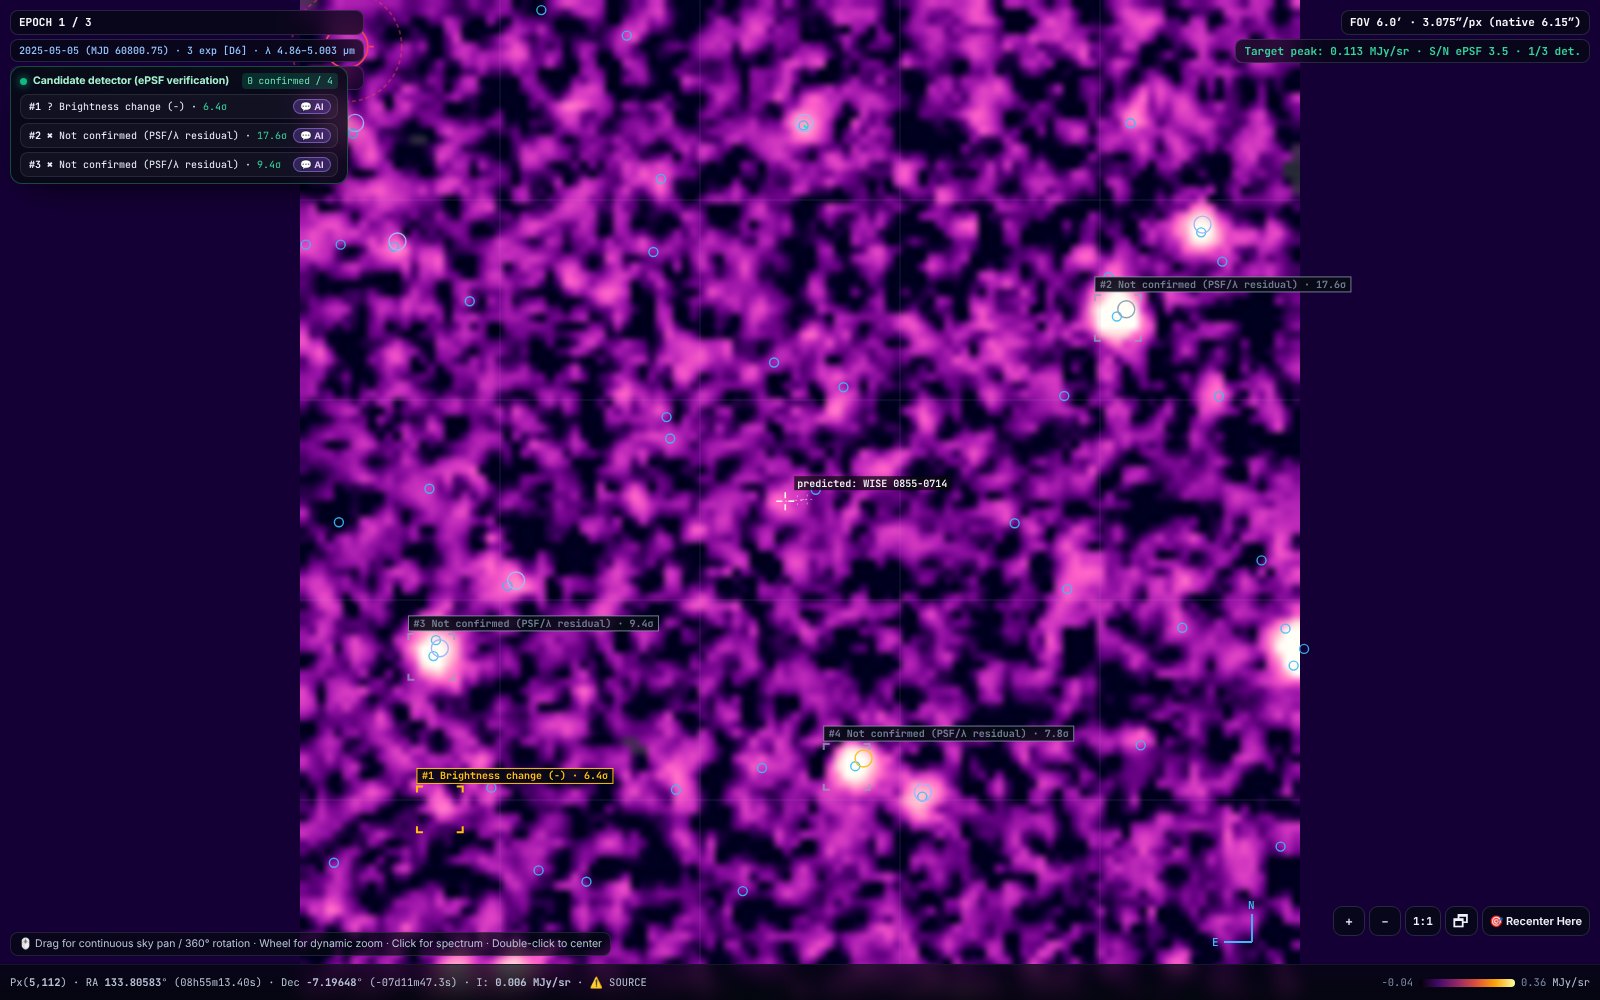 EPOCH 1 / 3
FOV 6.0′ · 3.075″/px (native 6.15″)
2025-05-05 (MJD 60800.75) · 3 exp [D6] · λ 4.86–5.003 µm
Target peak: 0.113 MJy/sr · S/N ePSF 3.5 · 1/3 det.
Candidate detector (ePSF verification) 0 confirmed / 4
#1 ? Brightness change (-) · 6.4σ 💬 AI
#2 ✖ Not confirmed (PSF/λ residual) · 17.6σ 💬 AI
#3 ✖ Not confirmed (PSF/λ residual) · 9.4σ 💬 AI
#2 Not confirmed (PSF/λ residual) · 17.6σ
predicted: WISE 0855-0714
#3 Not confirmed (PSF/λ residual) · 9.4σ
#4 Not confirmed (PSF/λ residual) · 7.8σ
#1 Brightness change (-) · 6.4σ
N
E
+ − 1:1 🎯 Recenter Here
🖱️ Drag for continuous sky pan / 360° rotation · Wheel for dynamic zoom · Click for spectrum · Double-click to center
Px(5,112) · RA 133.80583° (08h55m13.40s) · Dec -7.19648° (-07d11m47.3s) · I: 0.006 MJy/sr · ⚠️ SOURCE
-0.04 0.36 MJy/sr